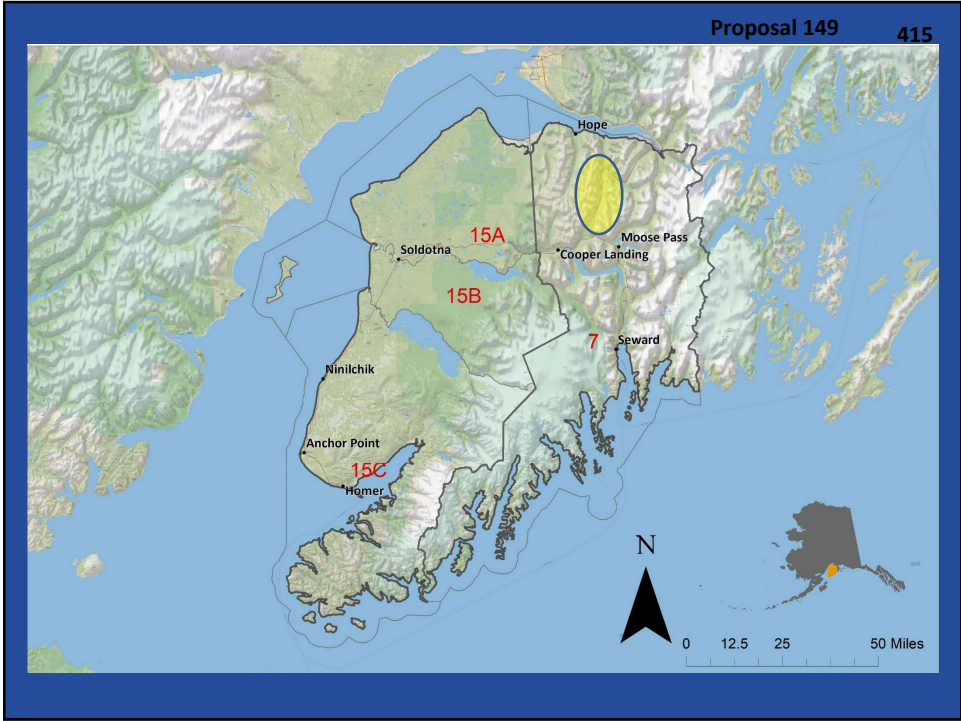 Proposal 149
415
Hope
15A
Moose Pass
Soldotna
Cooper Landing
15B
7
Seward
Ninilchik
Anchor Point
15C
Homer
N
0 12.5 25 50 Miles